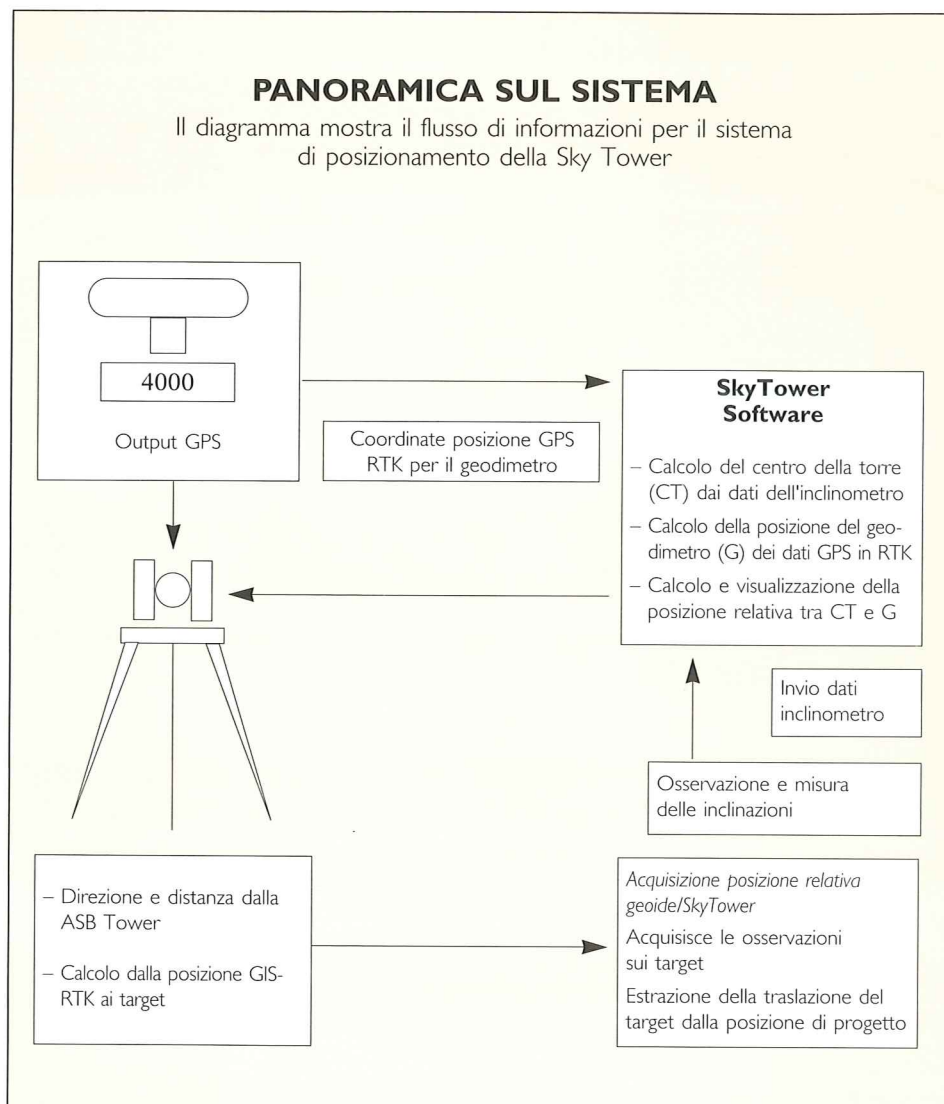 PANORAMICA SUL SISTEMA
Il diagramma mostra il flusso di informazioni per il sistema
di posizionamento della Sky Tower
4000
Output GPS
Coordinate posizione GPS
RTK per il geodimetro
SkyTower
Software
– Calcolo del centro della torre
(CT) dai dati dell'inclinometro
– Calcolo della posizione del geo-
dimetro (G) dei dati GPS in RTK
– Calcolo e visualizzazione della
posizione relativa tra CT e G
Invio dati
inclinometro
Osservazione e misura
delle inclinazioni
– Direzione e distanza dalla
ASB Tower
– Calcolo dalla posizione GIS-
RTK ai target
Acquisizione posizione relativa
geoide/SkyTower
Acquisisce le osservazioni
sui target
Estrazione della traslazione del
target dalla posizione di progetto